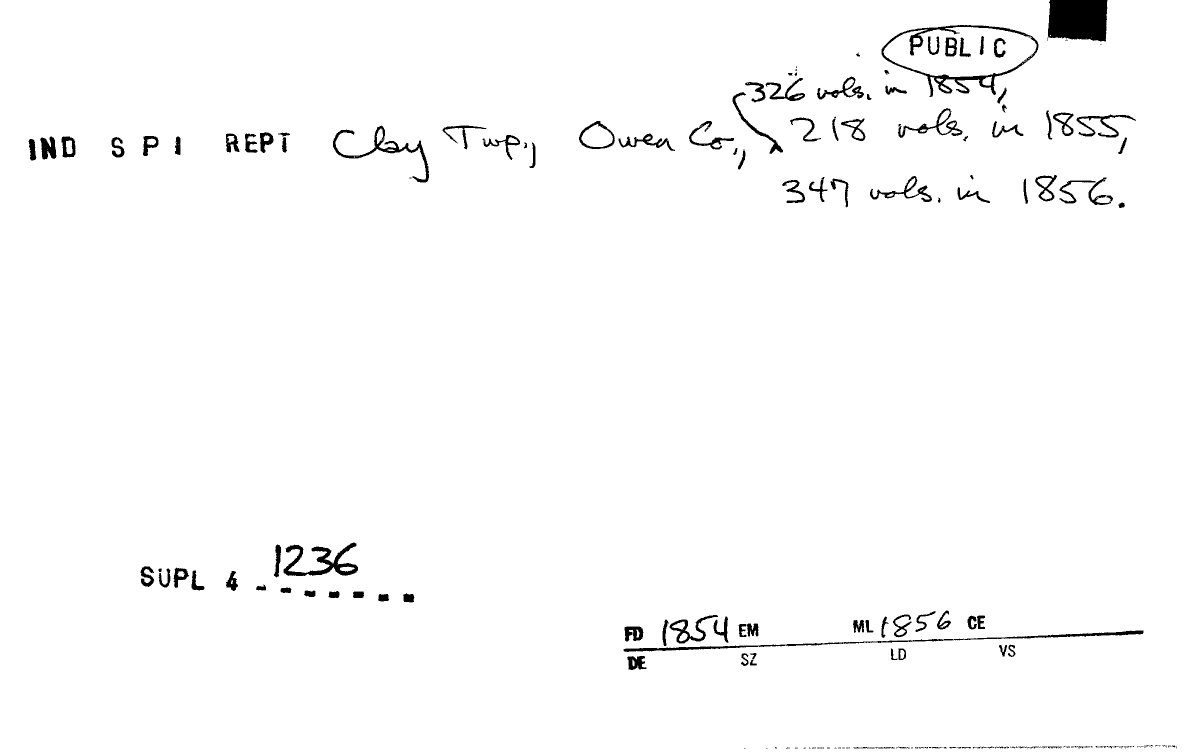 PUBLIC
326 vols. in 1854,
IND S P I REPT Clay Twp., Owen Co., 218 vols. in 1855,
347 vols. in 1856.
SUPL 4 1236
FD 1854 EM ML 1856 CE
DE SZ LD VS